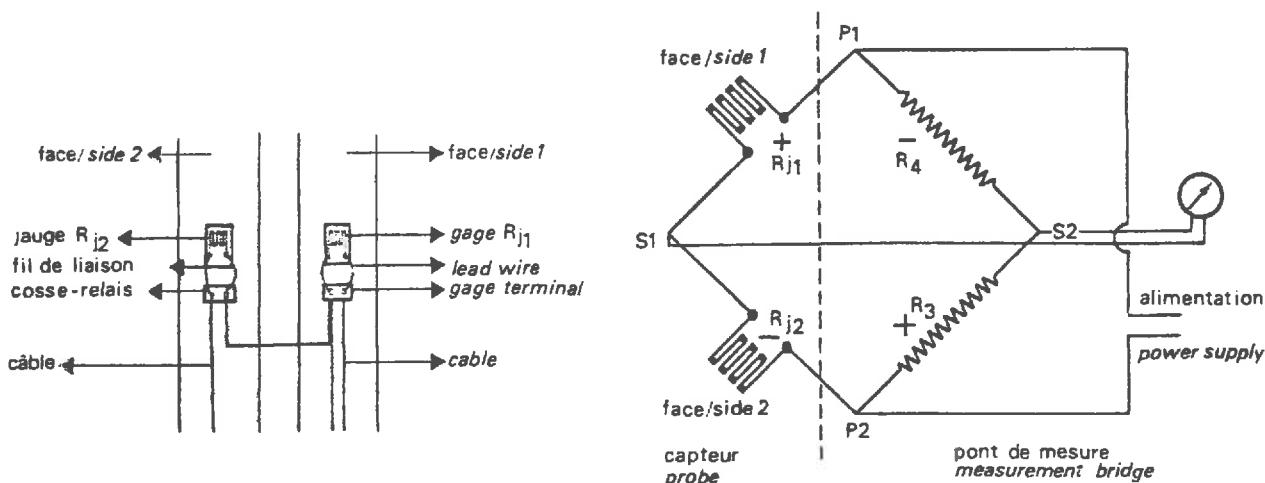 face/side 2
face/side 1
jauge R j2
gage R j1
fil de liaison
lead wire
cosse-relais
gage terminal
câble
cable
P1
face/side 1
+
R j1
−
R4
S1
S2
R j2
−
R3
+
alimentation
power supply
face/side 2
P2
capteur
probe
pont de mesure
measurement bridge